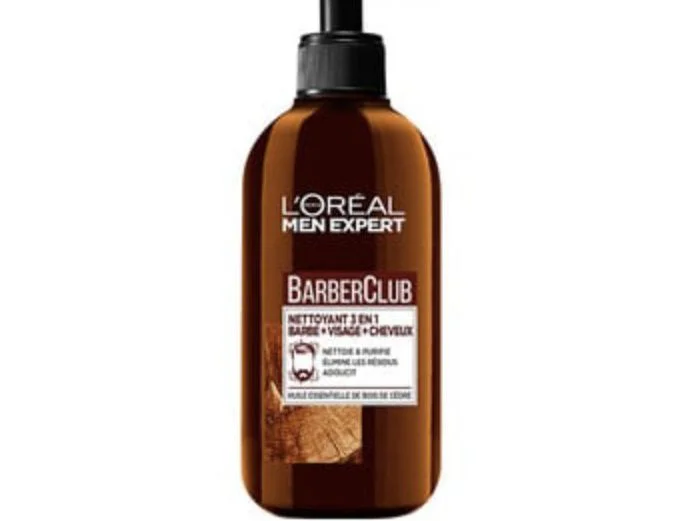 L'ORÉAL
PARIS
MEN EXPERT
BARBERCLUB
NETTOYANT 3 EN 1
BARBE + VISAGE + CHEVEUX
NETTOIE & PURIFIE
ÉLIMINE LES RÉSIDUS
ADOUCIT
HUILE ESSENTIELLE DE BOIS DE CÈDRE